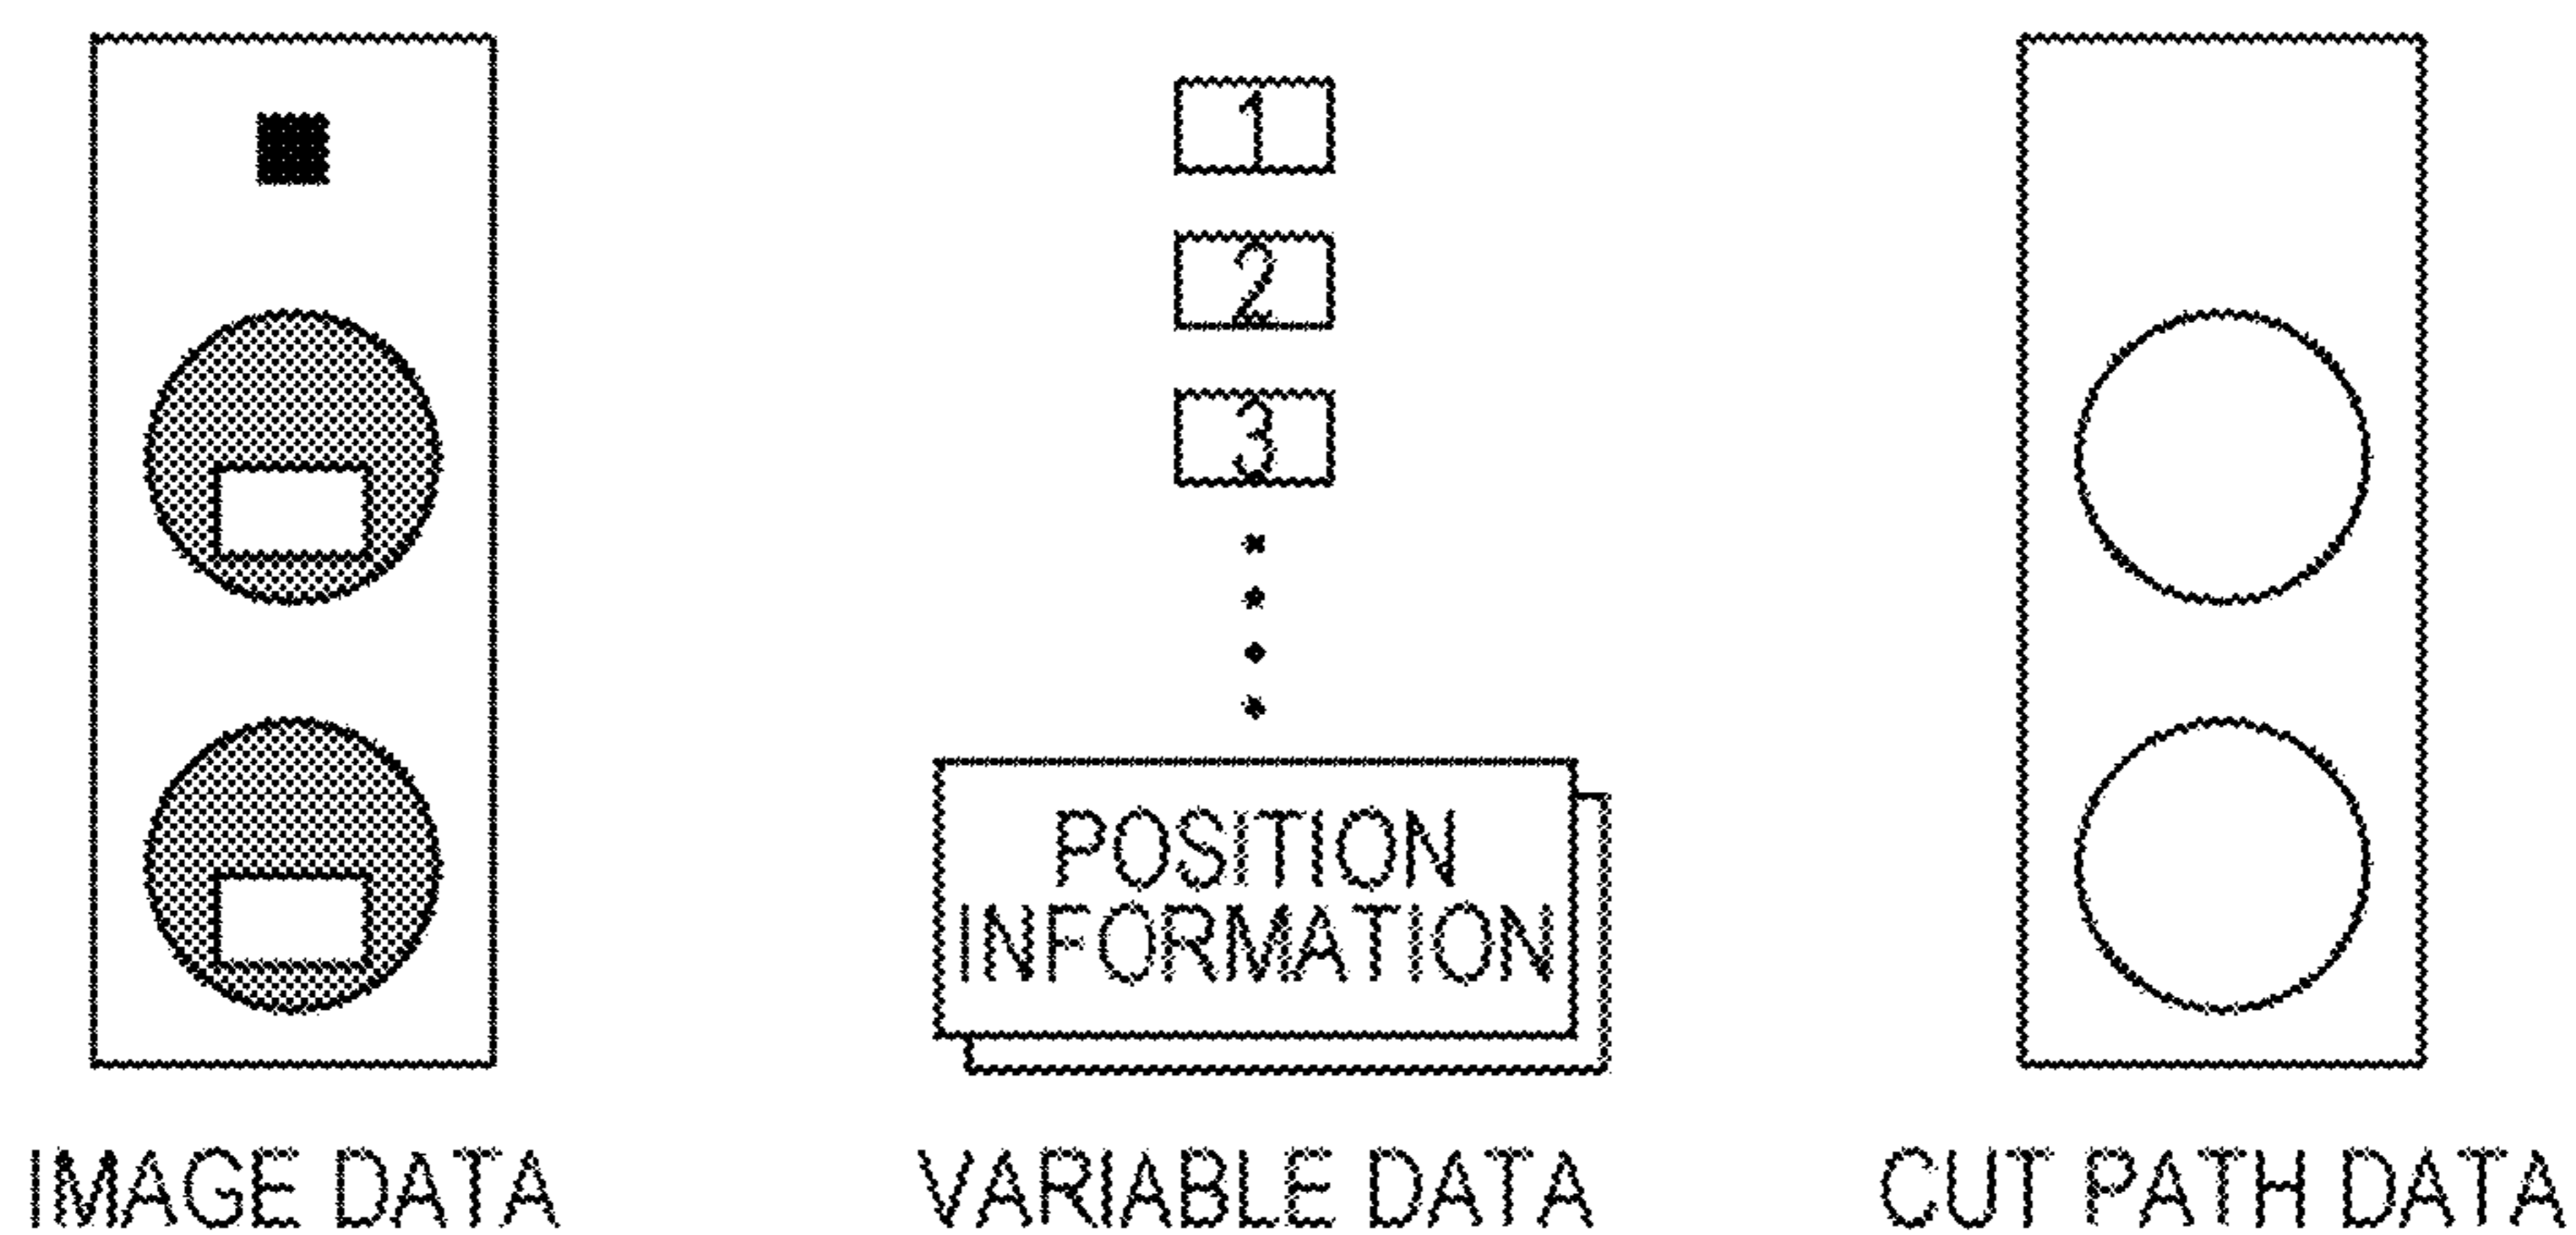 1
2
3
POSITION
INFORMATION
IMAGE DATA
VARIABLE DATA
CUT PATH DATA